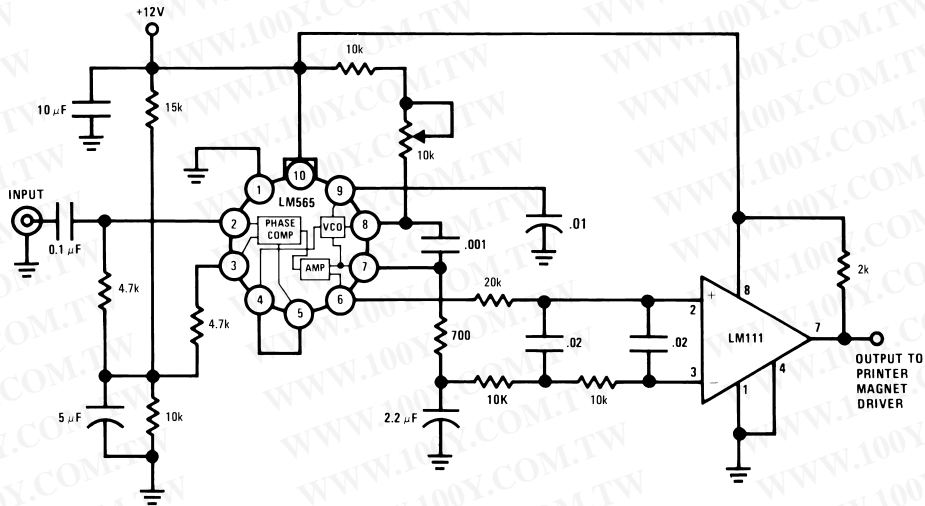 +12V
10 μF
15k
10k
10k
INPUT
0.1 μF
4.7k
4.7k
5 μF
10k
1
10
9
2
8
3
7
4
5
6
LM565
PHASE
COMP
VCO
AMP
.001
.01
20k
700
.02
.02
10K
10k
2.2 μF
2
3
+
−
8
LM111
7
1
4
2k
OUTPUT TO
PRINTER
MAGNET
DRIVER
WWW.100Y.COM.TW